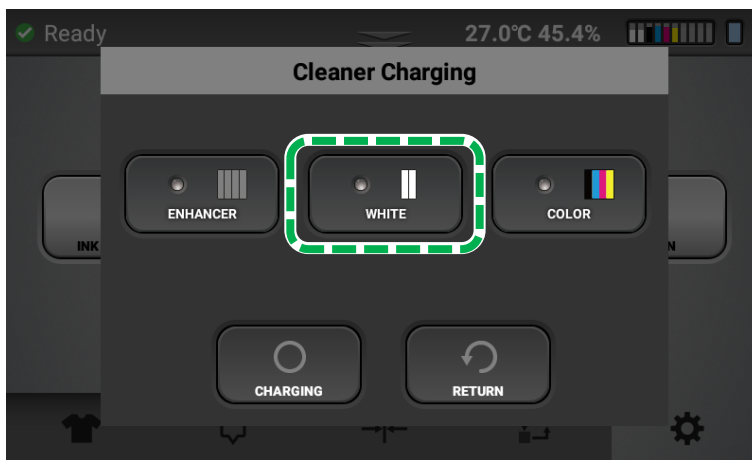 Ready
27.0℃ 45.4%
Cleaner Charging
ENHANCER
WHITE
COLOR
INK
N
CHARGING
RETURN